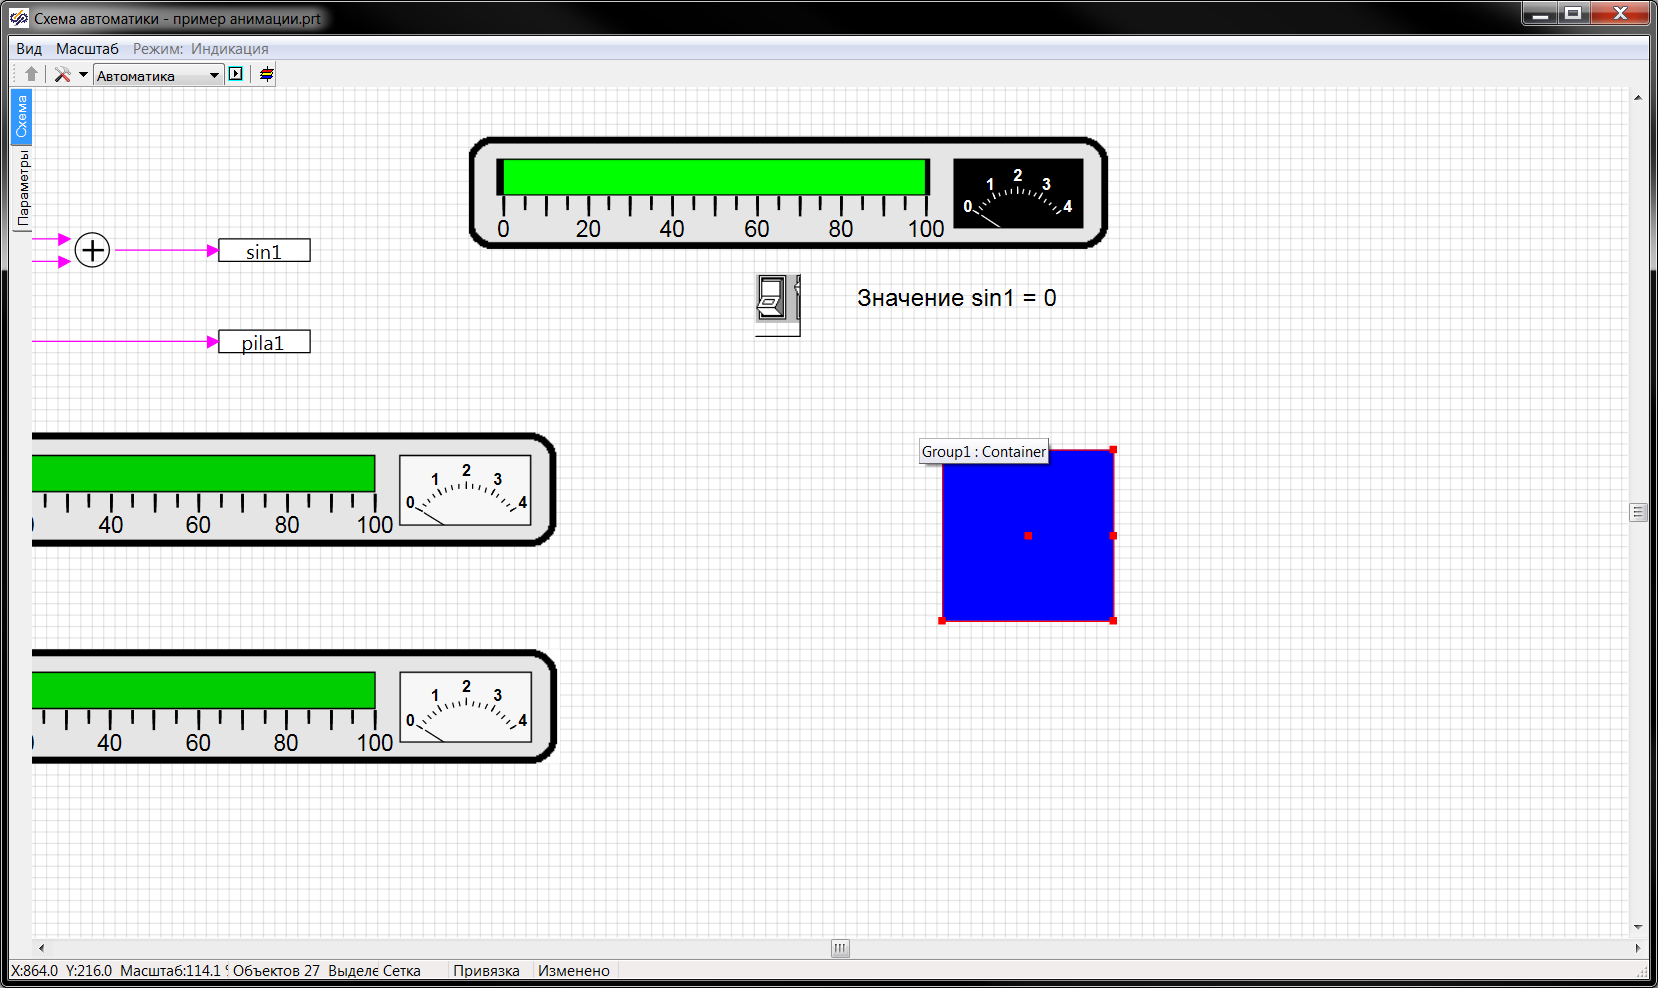 Схема автоматики - пример анимации.prt
Вид Масштаб Режим: Индикация
Автоматика
Схема
Параметры
0 20 40 60 80 100
0 1 2 3 4
sin1
Значение sin1 = 0
pila1
40 60 80 100
0 1 2 3 4
Group1 : Container
40 60 80 100
0 1 2 3 4
X:864.0 Y:216.0 Масштаб:114.1 Объектов 27 Выделе Сетка Привязка Изменено